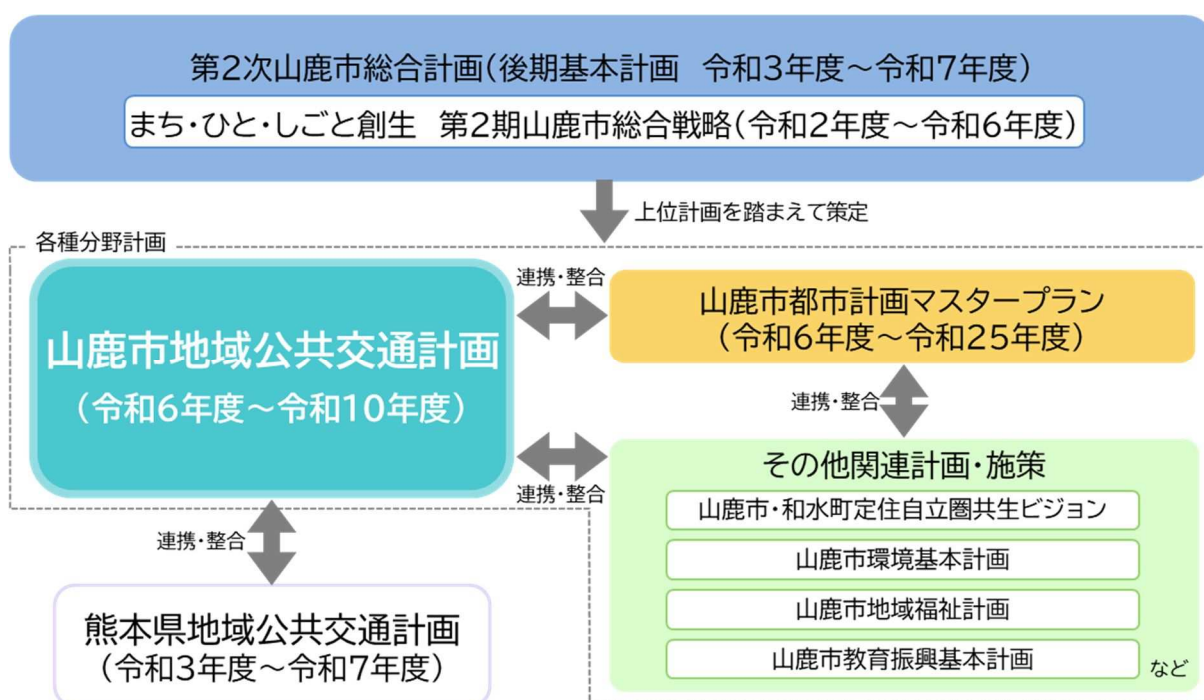 第2次山鹿市総合計画(後期基本計画　令和3年度～令和7年度)
まち・ひと・しごと創生　第2期山鹿市総合戦略(令和2年度～令和6年度)
上位計画を踏まえて策定
各種分野計画
山鹿市地域公共交通計画
(令和6年度～令和10年度)
連携・整合
山鹿市都市計画マスタープラン
(令和6年度～令和25年度)
連携・整合
連携・整合
その他関連計画・施策
山鹿市・和水町定住自立圏共生ビジョン
山鹿市環境基本計画
山鹿市地域福祉計画
山鹿市教育振興基本計画
など
連携・整合
熊本県地域公共交通計画
(令和3年度～令和7年度)